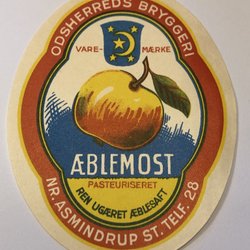 ODSHERREDS BRYGGERI
VARE- MÆRKE
ÆBLEMOST
PASTEURISERET
REN UGÆRET ÆBLESAFT
NR. ASMINDRUP ST. TELF. 28